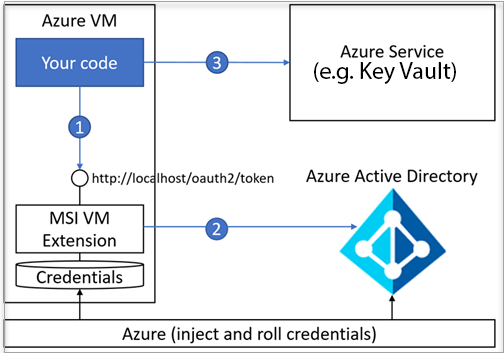 Azure VM
Your code
3
Azure Service
(e.g. Key Vault)
1
http://localhost/oauth2/token
Azure Active Directory
MSI VM
Extension
2
Credentials
Azure (inject and roll credentials)